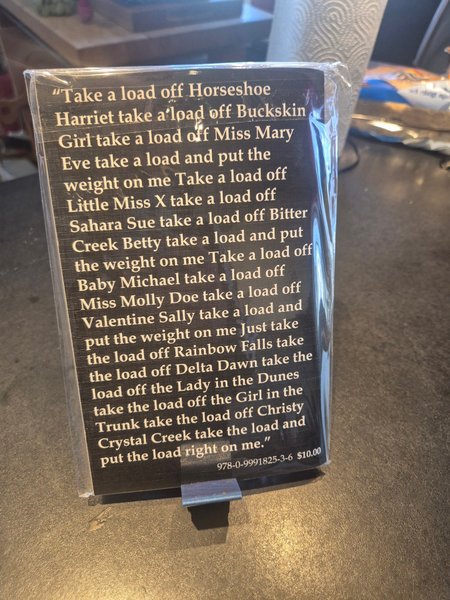 “Take a load off Horseshoe
Harriet take a load off Buckskin
Girl take a load off Miss Mary
Eve take a load and put the
weight on me Take a load off
Little Miss X take a load off
Sahara Sue take a load off Bitter
Creek Betty take a load and put
the weight on me Take a load off
Baby Michael take a load off
Miss Molly Doe take a load off
Valentine Sally take a load and
put the weight on me Just take
the load off Rainbow Falls take
the load off Delta Dawn take the
load off the Lady in the Dunes
take the load off the Girl in the
Trunk take the load off Christy
Crystal Creek take the load and
put the load right on me.”
978-0-9991825-3-6 $10.00